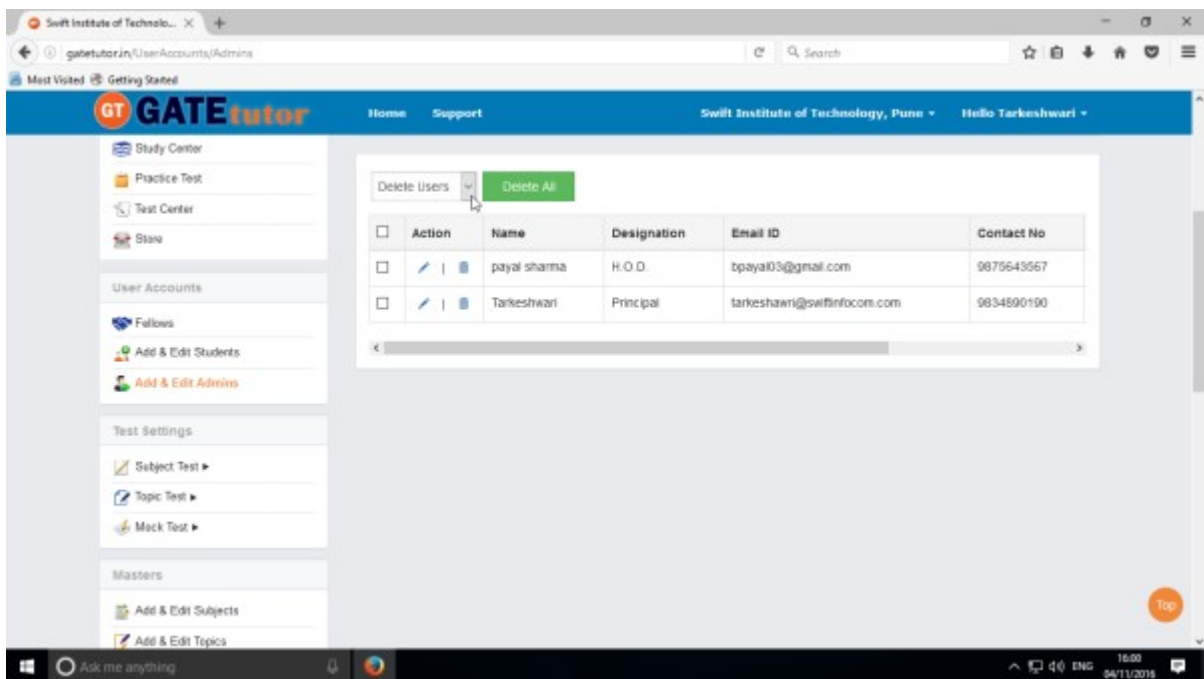 Swift Institute of Technolo...
gatetutor.in/UserAccounts/Admins
Search
Most Visited Getting Started
GT GATEtutor Home Support Swift Institute of Technology, Pune Hello Tarkeshwari
Study Center
Practice Test
Test Center
Store
User Accounts
Fellows
Add & Edit Students
Add & Edit Admins
Test Settings
Subject Test
Topic Test
Mock Test
Masters
Add & Edit Subjects
Add & Edit Topics
Delete Users Delete All
Action Name Designation Email ID Contact No
| payal sharma H.O.D. bpayal03@gmail.com 9875643567
| Tarkeshwari Principal tarkeshawri@swiftinfocom.com 9834890190
Top
Ask me anything ENG 16:00
04/11/2016